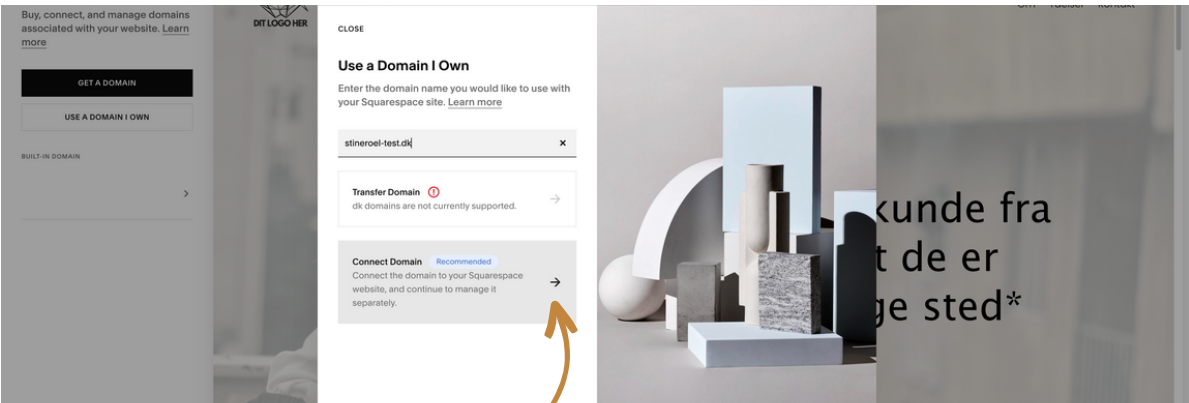 Buy, connect, and manage domains
associated with your website. Learn
more
GET A DOMAIN
USE A DOMAIN I OWN
BUILT-IN DOMAIN
DIT LOGO HER
CLOSE
Use a Domain I Own
Enter the domain name you would like to use with
your Squarespace site. Learn more
stineroel-test.dk
Transfer Domain
dk domains are not currently supported.
Connect Domain Recommended
Connect the domain to your Squarespace
website, and continue to manage it
separately.
kunde fra
t de er
ge sted*